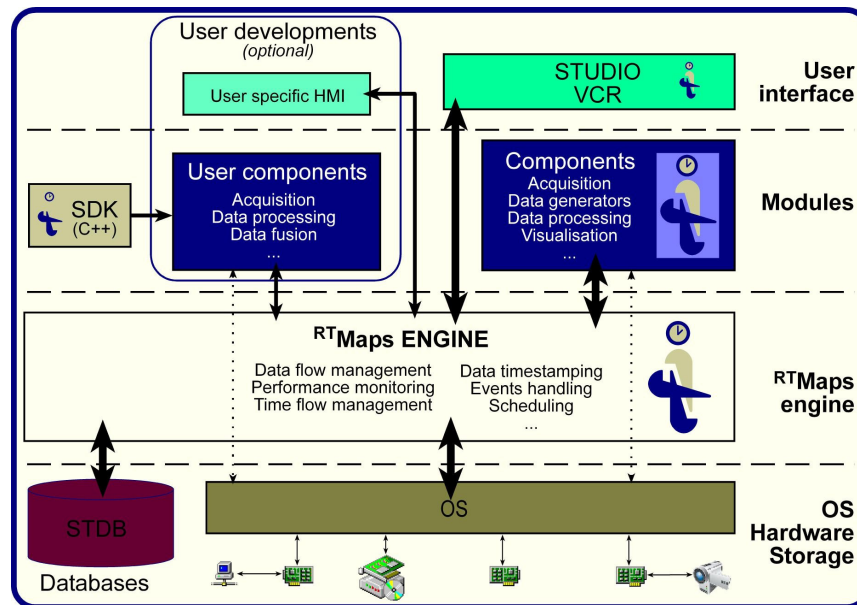 User developments
(optional)
User specific HMI
STUDIO
VCR
User
interface
SDK
(C++)
User components
Acquisition
Data processing
Data fusion
...
Components
Acquisition
Data generators
Data processing
Visualisation
...
Modules
RTMaps ENGINE
Data flow management
Performance monitoring
Time flow management
Data timestamping
Events handling
Scheduling
...
RTMaps
engine
STDB
Databases
OS
OS
Hardware
Storage